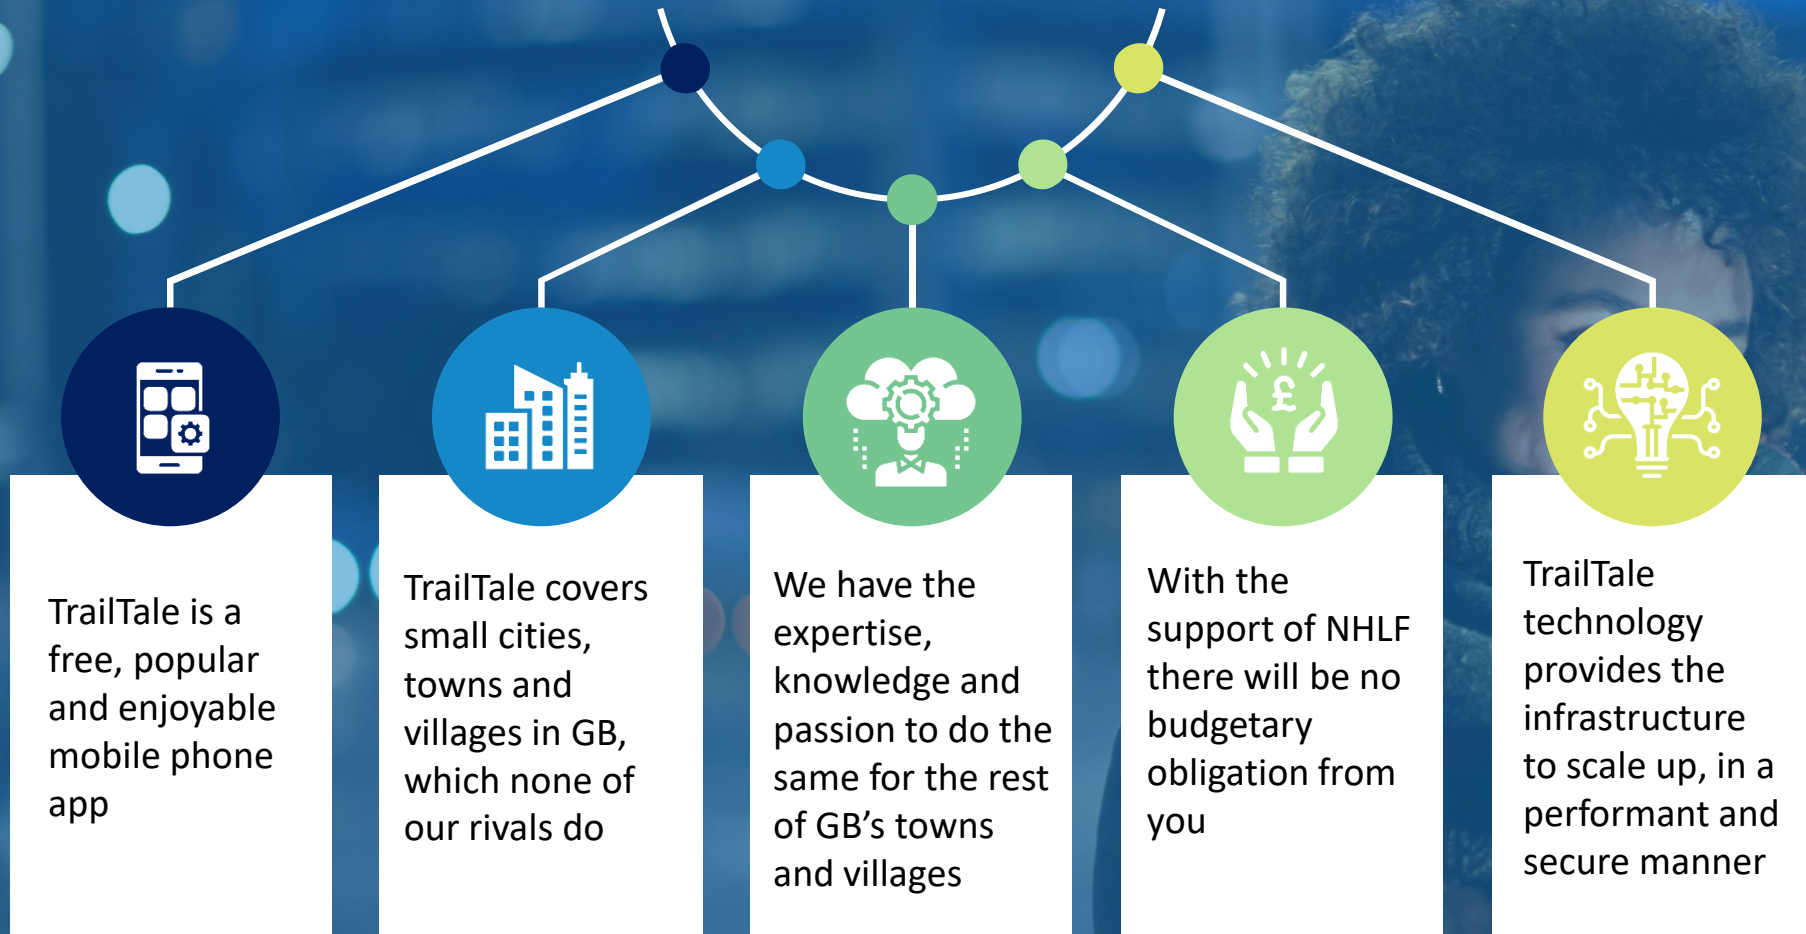 TrailTale is a
free, popular
and enjoyable
mobile phone
app
TrailTale covers
small cities,
towns and
villages in GB,
which none of
our rivals do
We have the
expertise,
knowledge and
passion to do the
same for the rest
of GB’s towns
and villages
£
With the
support of NHLF
there will be no
budgetary
obligation from
you
TrailTale
technology
provides the
infrastructure
to scale up, in a
performant and
secure manner